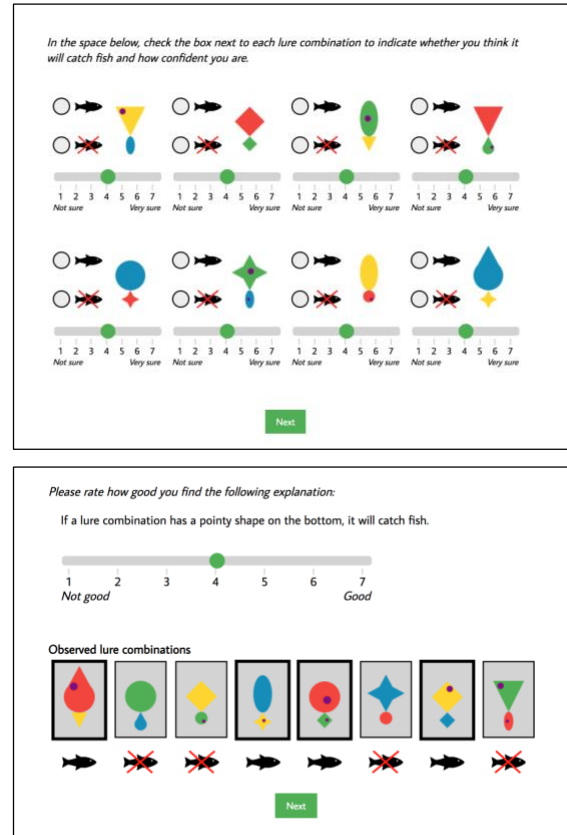 In the space below, check the box next to each lure combination to indicate whether you think it
will catch fish and how confident you are.
1 2 3 4 5 6 7 1 2 3 4 5 6 7 1 2 3 4 5 6 7 1 2 3 4 5 6 7
Not sure Very sure Not sure Very sure Not sure Very sure Not sure Very sure
1 2 3 4 5 6 7 1 2 3 4 5 6 7 1 2 3 4 5 6 7 1 2 3 4 5 6 7
Not sure Very sure Not sure Very sure Not sure Very sure Not sure Very sure
Next
Please rate how good you find the following explanation:
If a lure combination has a pointy shape on the bottom, it will catch fish.
1 2 3 4 5 6 7
Not good Good
Observed lure combinations
Next